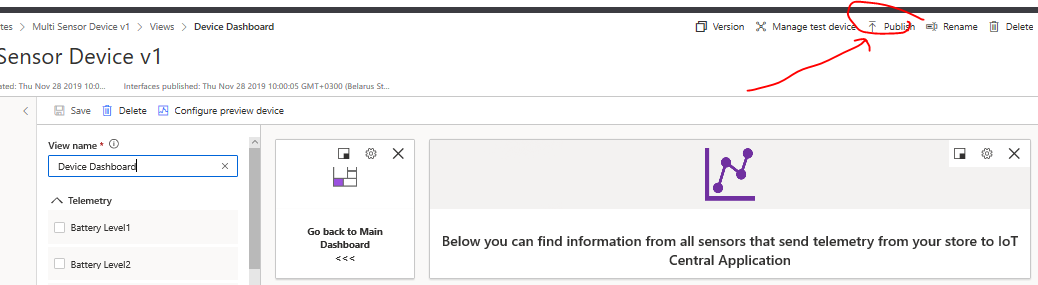 tes > Multi Sensor Device v1 > Views > Device Dashboard
Version Manage test device Publish Rename Delete
Sensor Device v1
ated: Thu Nov 28 2019 10:0... Interfaces published: Thu Nov 28 2019 10:00:05 GMT+0300 (Belarus St...
Save Delete Configure preview device
View name *
Device Dashboard
Telemetry
Battery Level1
Battery Level2
Go back to Main
Dashboard
<<<
Below you can find information from all sensors that send telemetry from your store to IoT
Central Application